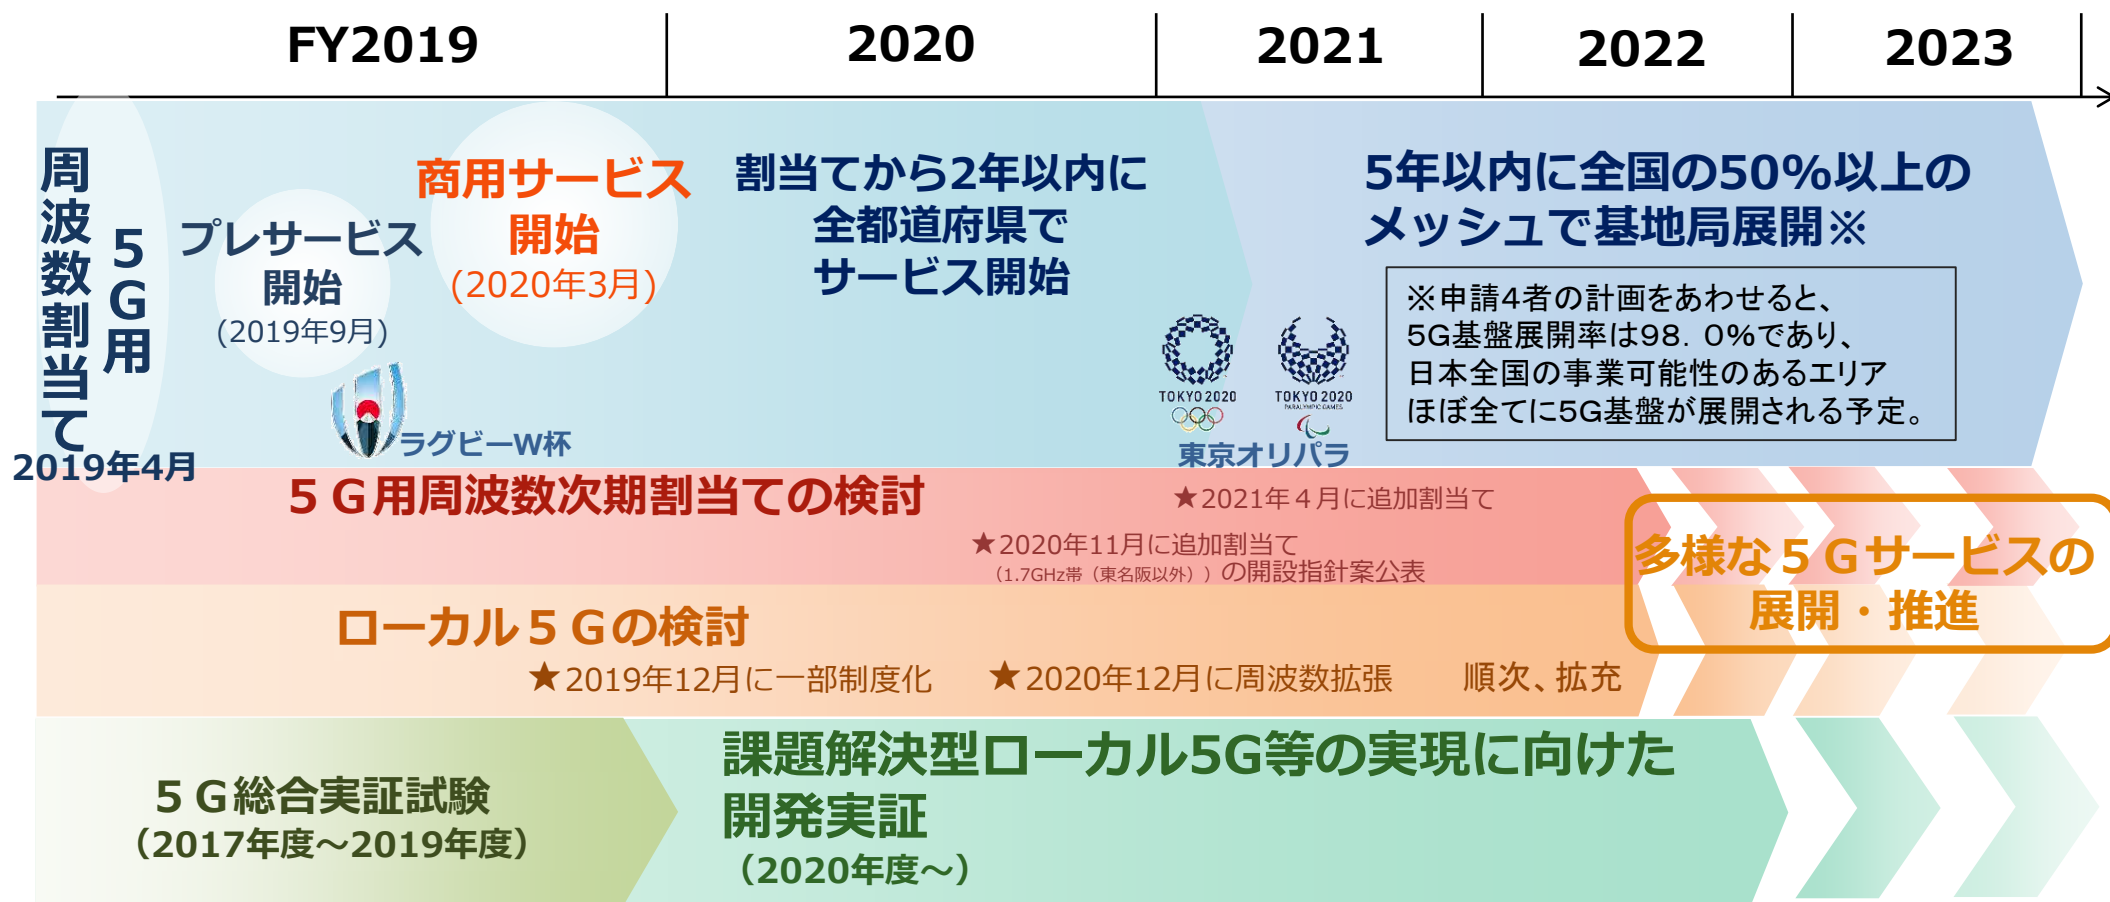 FY2019
2020
2021
2022
2023
5G用
周波数割当て
2019年4月
プレサービス
開始
(2019年9月)
商用サービス
開始
(2020年3月)
割当てから2年以内に
全都道府県で
サービス開始
5年以内に全国の50%以上の
メッシュで基地局展開※
※申請4者の計画をあわせると、
5G基盤展開率は98．0%であり、
日本全国の事業可能性のあるエリア
ほぼ全てに5G基盤が展開される予定。
ラグビーW杯
TOKYO 2020
TOKYO 2020
PARALYMPIC GAMES
東京オリパラ
５Ｇ用周波数次期割当ての検討
★2021年４月に追加割当て
★2020年11月に追加割当て
（1.7GHz帯（東名阪以外））の開設指針案公表
多様な５Ｇサービスの
展開・推進
ローカル５Ｇの検討
★2019年12月に一部制度化
★2020年12月に周波数拡張
順次、拡充
５Ｇ総合実証試験
（2017年度～2019年度）
課題解決型ローカル5G等の実現に向けた
開発実証
（2020年度～）